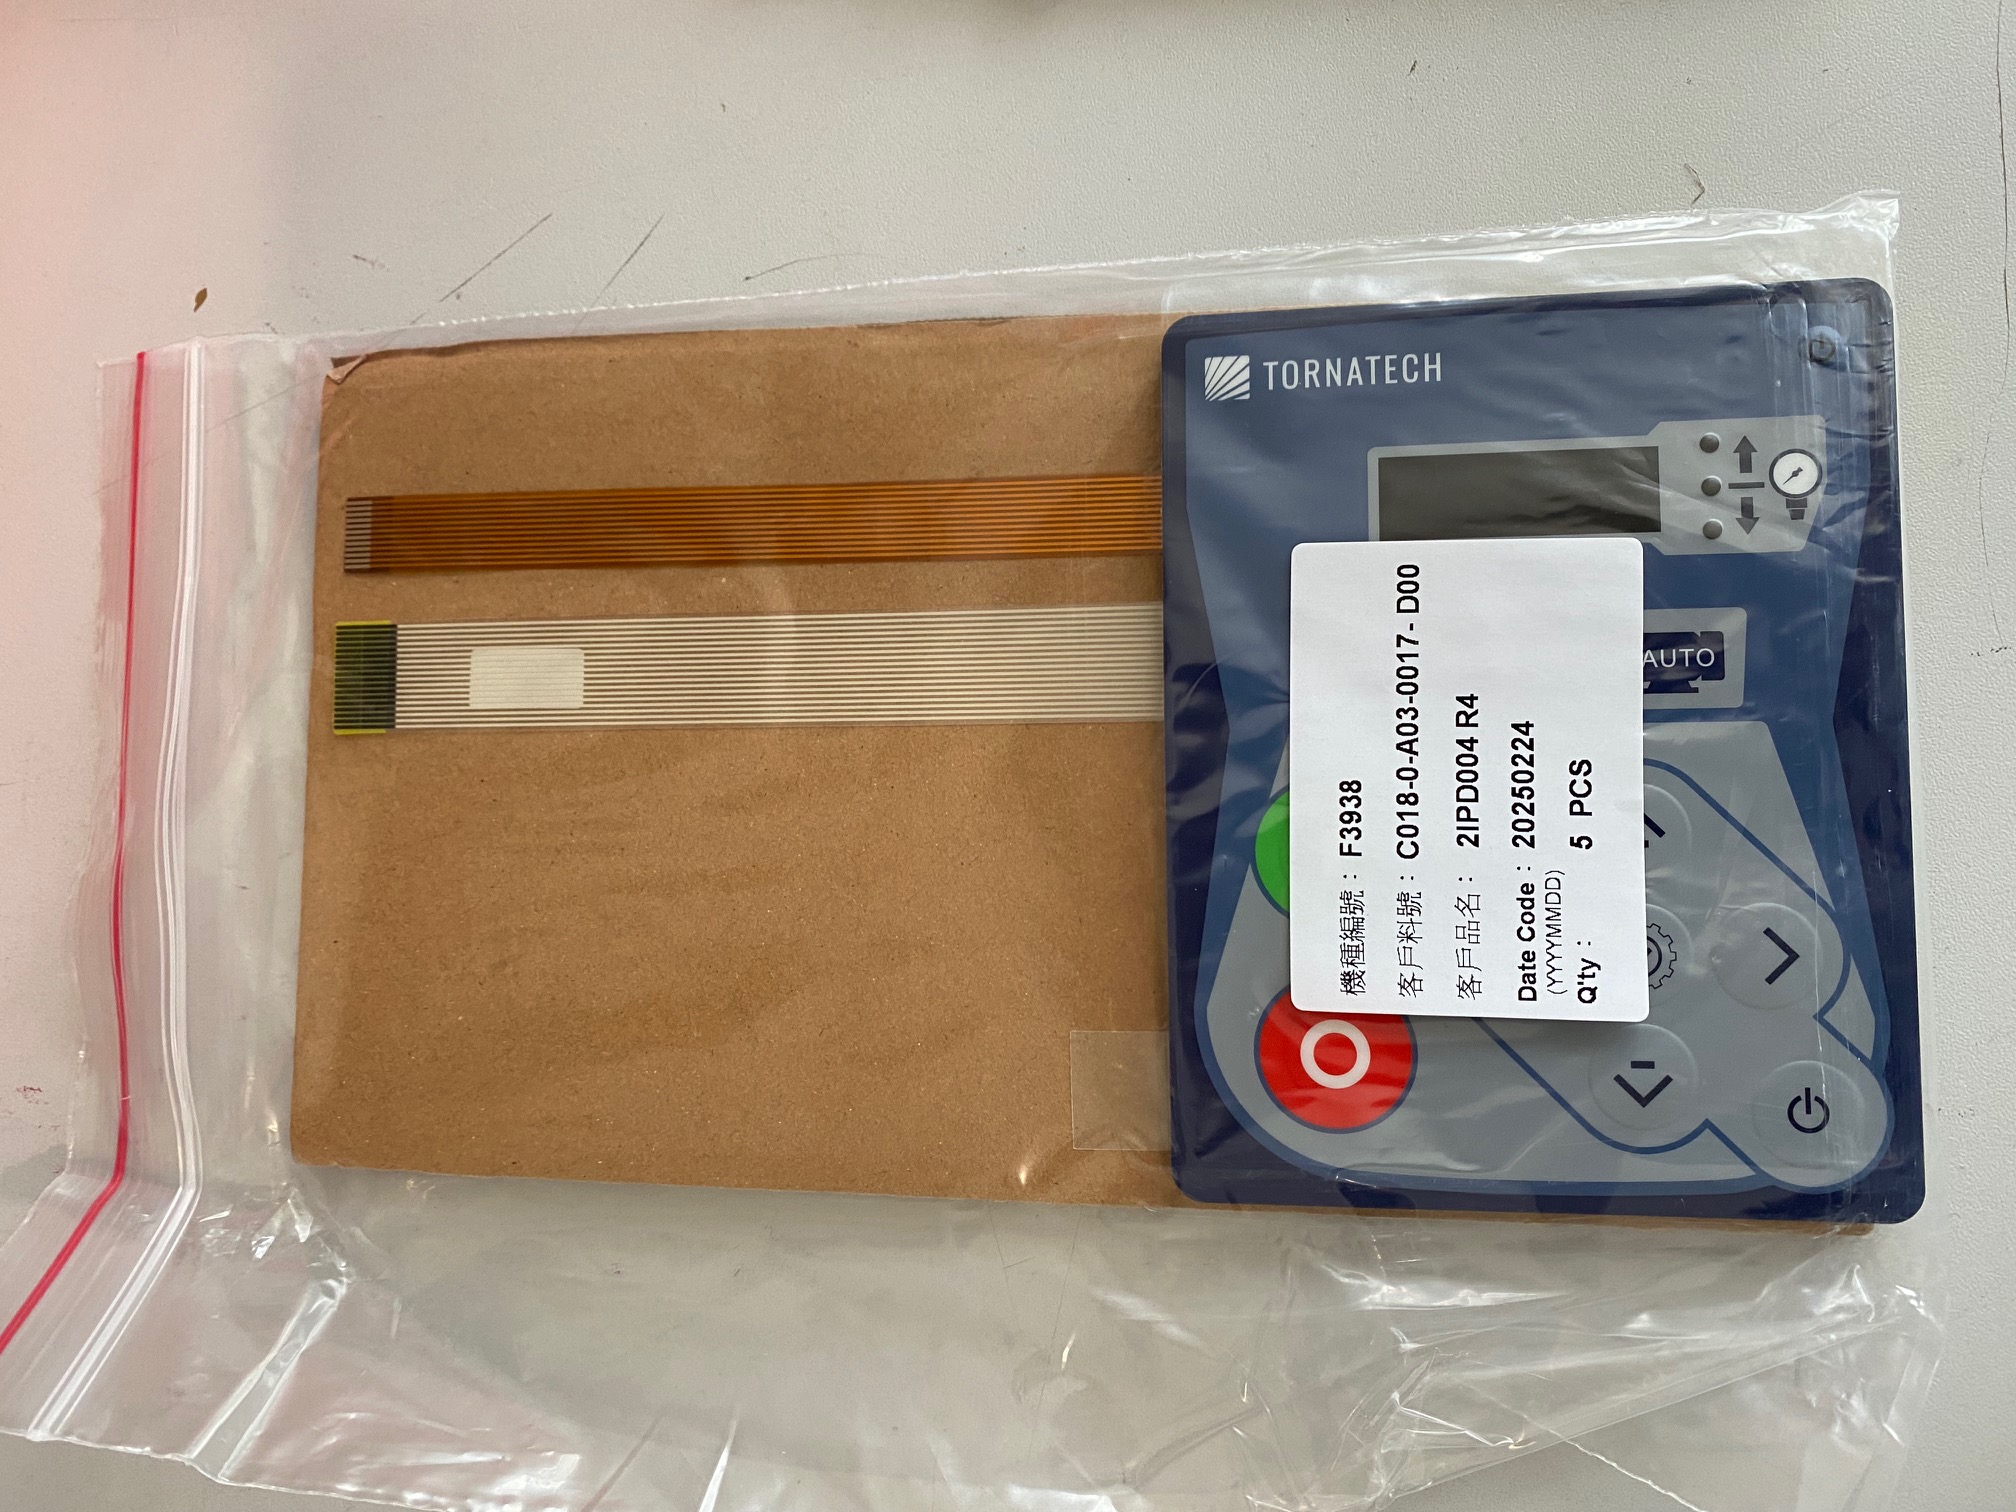 TORNATECH
AUTO
機種編號：F3938
客戶料號：C018-0-A03-0017- D00
客戶品名： 2IPD004 R4
Date Code： 20250224
(YYYYMMDD)
Q'ty： 5 PCS